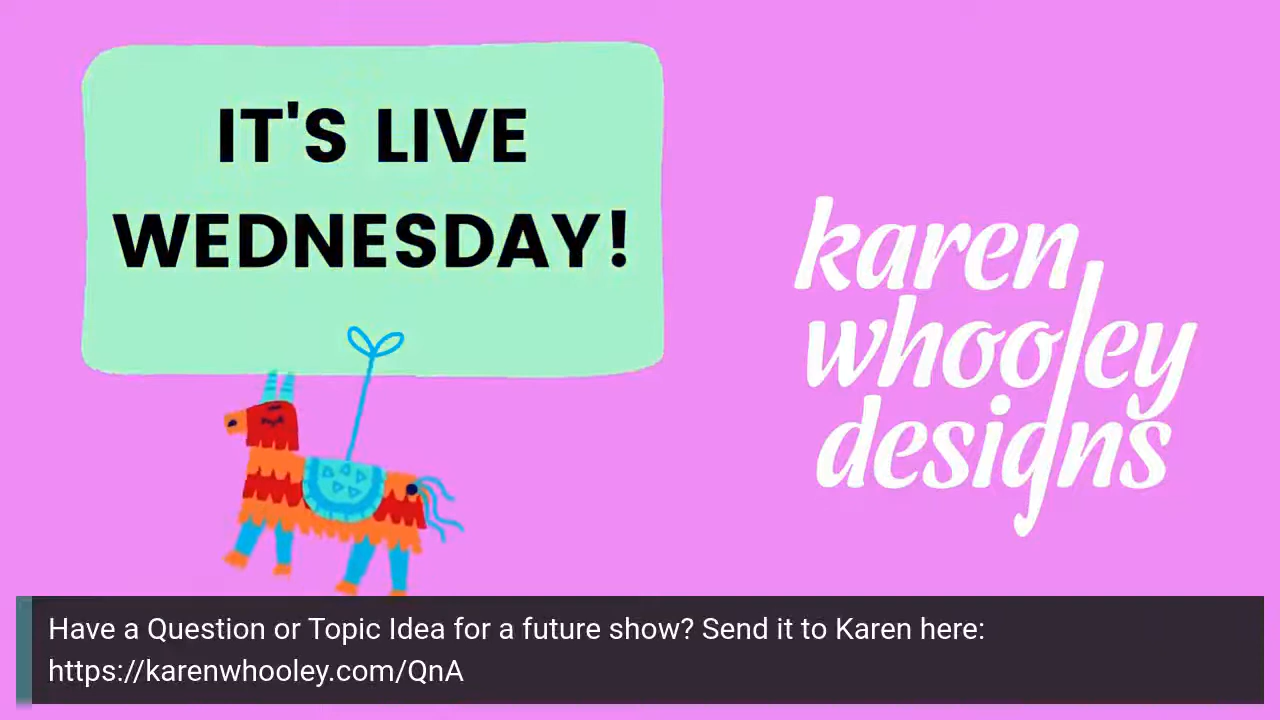 IT'S LIVE
WEDNESDAY!
karen
whooley
designs
Have a Question or Topic Idea for a future show? Send it to Karen here:
https://karenwhooley.com/QnA